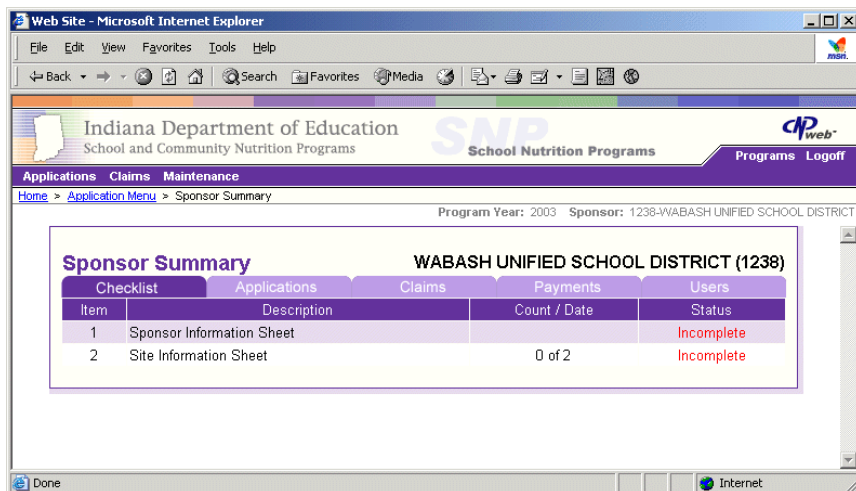 Web Site - Microsoft Internet Explorer
File Edit View Favorites Tools Help
msn.
Back Search Favorites Media
Indiana Department of Education
School and Community Nutrition Programs
SNP
School Nutrition Programs
CNPweb
Programs Logoff
Applications Claims Maintenance
Home > Application Menu > Sponsor Summary
Program Year: 2003 Sponsor: 1238-WABASH UNIFIED SCHOOL DISTRICT
Sponsor Summary WABASH UNIFIED SCHOOL DISTRICT (1238)
Checklist Applications Claims Payments Users
Item Description Count / Date Status
1 Sponsor Information Sheet Incomplete
2 Site Information Sheet 0 of 2 Incomplete
Done Internet